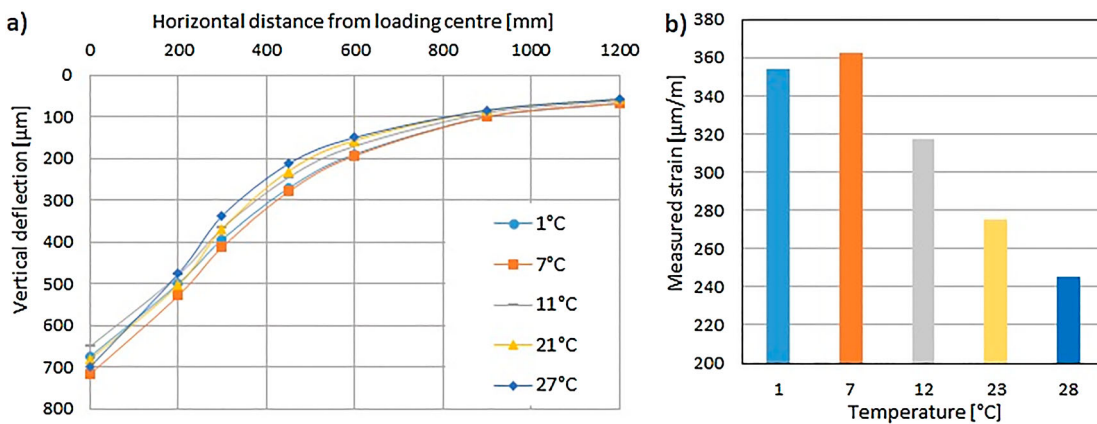 a)
Horizontal distance from loading centre [mm]
0 200 400 600 800 1000 1200
Vertical deflection [µm]
0
100
200
300
400
500
600
700
800
1°C
7°C
11°C
21°C
27°C
b)
Measured strain [µm/m]
380
360
340
320
300
280
260
240
220
200
1 7 12 23 28
Temperature [°C]